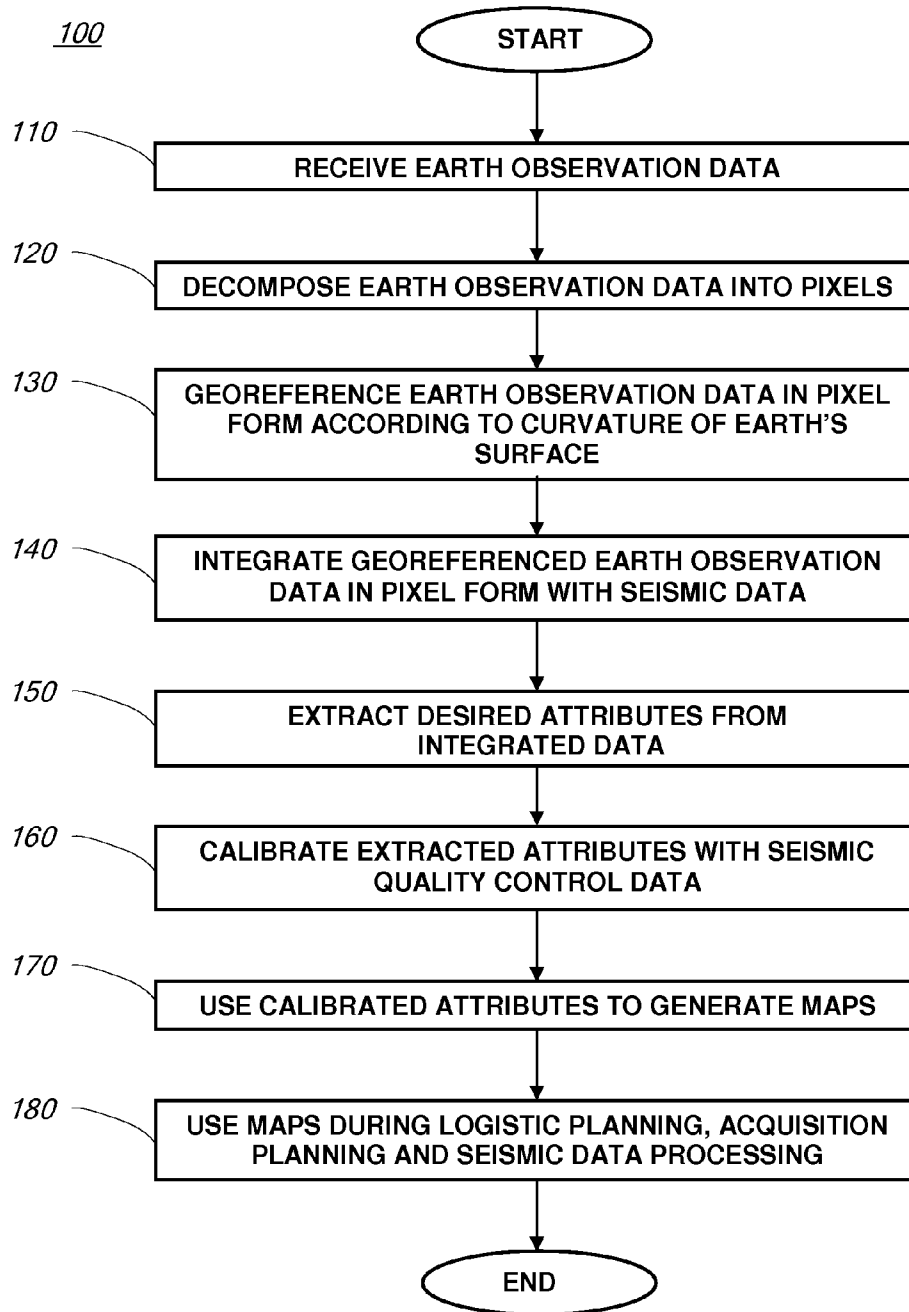 100
START
110
RECEIVE EARTH OBSERVATION DATA
120
DECOMPOSE EARTH OBSERVATION DATA INTO PIXELS
130
GEOREFERENCE EARTH OBSERVATION DATA IN PIXEL
FORM ACCORDING TO CURVATURE OF EARTH'S
SURFACE
140
INTEGRATE GEOREFERENCED EARTH OBSERVATION
DATA IN PIXEL FORM WITH SEISMIC DATA
150
EXTRACT DESIRED ATTRIBUTES FROM
INTEGRATED DATA
160
CALIBRATE EXTRACTED ATTRIBUTES WITH SEISMIC
QUALITY CONTROL DATA
170
USE CALIBRATED ATTRIBUTES TO GENERATE MAPS
180
USE MAPS DURING LOGISTIC PLANNING, ACQUISITION
PLANNING AND SEISMIC DATA PROCESSING
END